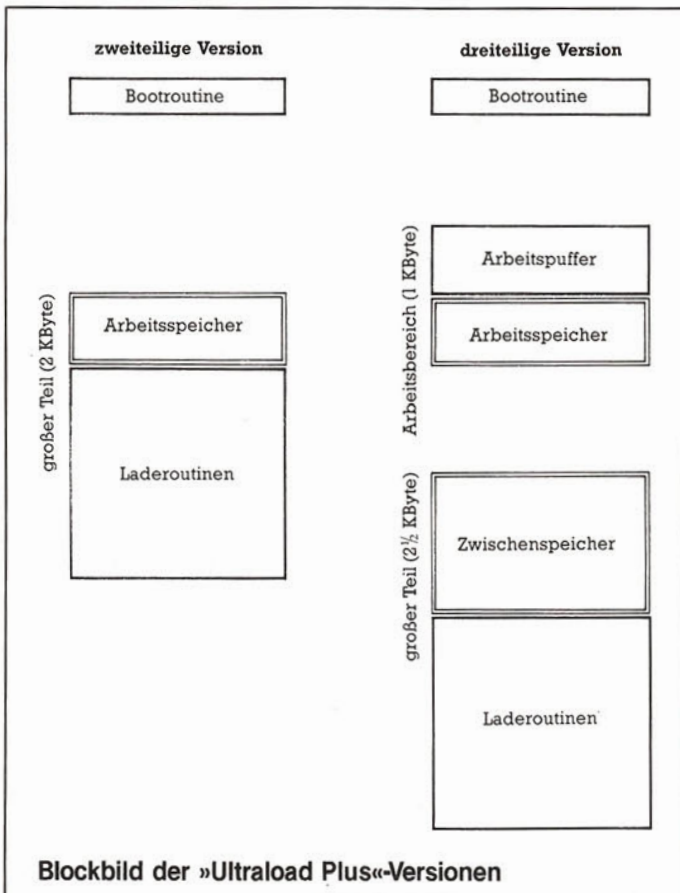 zweiteilige Version
Bootroutine
großer Teil (2 KByte)
Arbeitsspeicher
Laderoutinen
dreiteilige Version
Bootroutine
Arbeitsbereich (1 KByte)
Arbeitspuffer
Arbeitsspeicher
großer Teil (2½ KByte)
Zwischenspeicher
Laderoutinen
Blockbild der »Ultraload Plus«-Versionen